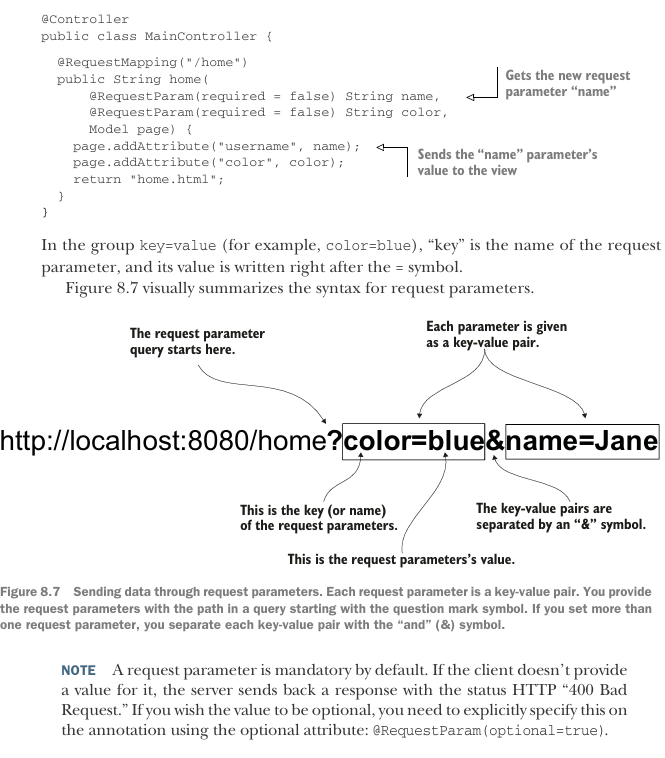 @Controller
public class MainController {
@RequestMapping("/home")
public String home(
@RequestParam(required = false) String name,
@RequestParam(required = false) String color,
Model page) {
page.addAttribute("username", name);
page.addAttribute("color", color);
return "home.html";
}
}
Gets the new request
parameter “name”
Sends the “name” parameter’s
value to the view
In the group key=value (for example, color=blue), “key” is the name of the request
parameter, and its value is written right after the = symbol.
Figure 8.7 visually summarizes the syntax for request parameters.
The request parameter
query starts here.
Each parameter is given
as a key-value pair.
http://localhost:8080/home?color=blue&name=Jane
This is the key (or name)
of the request parameters.
The key-value pairs are
separated by an “&” symbol.
This is the request parameters’s value.
Figure 8.7 Sending data through request parameters. Each request parameter is a key-value pair. You provide
the request parameters with the path in a query starting with the question mark symbol. If you set more than
one request parameter, you separate each key-value pair with the “and” (&) symbol.
NOTE A request parameter is mandatory by default. If the client doesn’t provide
a value for it, the server sends back a response with the status HTTP “400 Bad
Request.” If you wish the value to be optional, you need to explicitly specify this on
the annotation using the optional attribute: @RequestParam(optional=true).